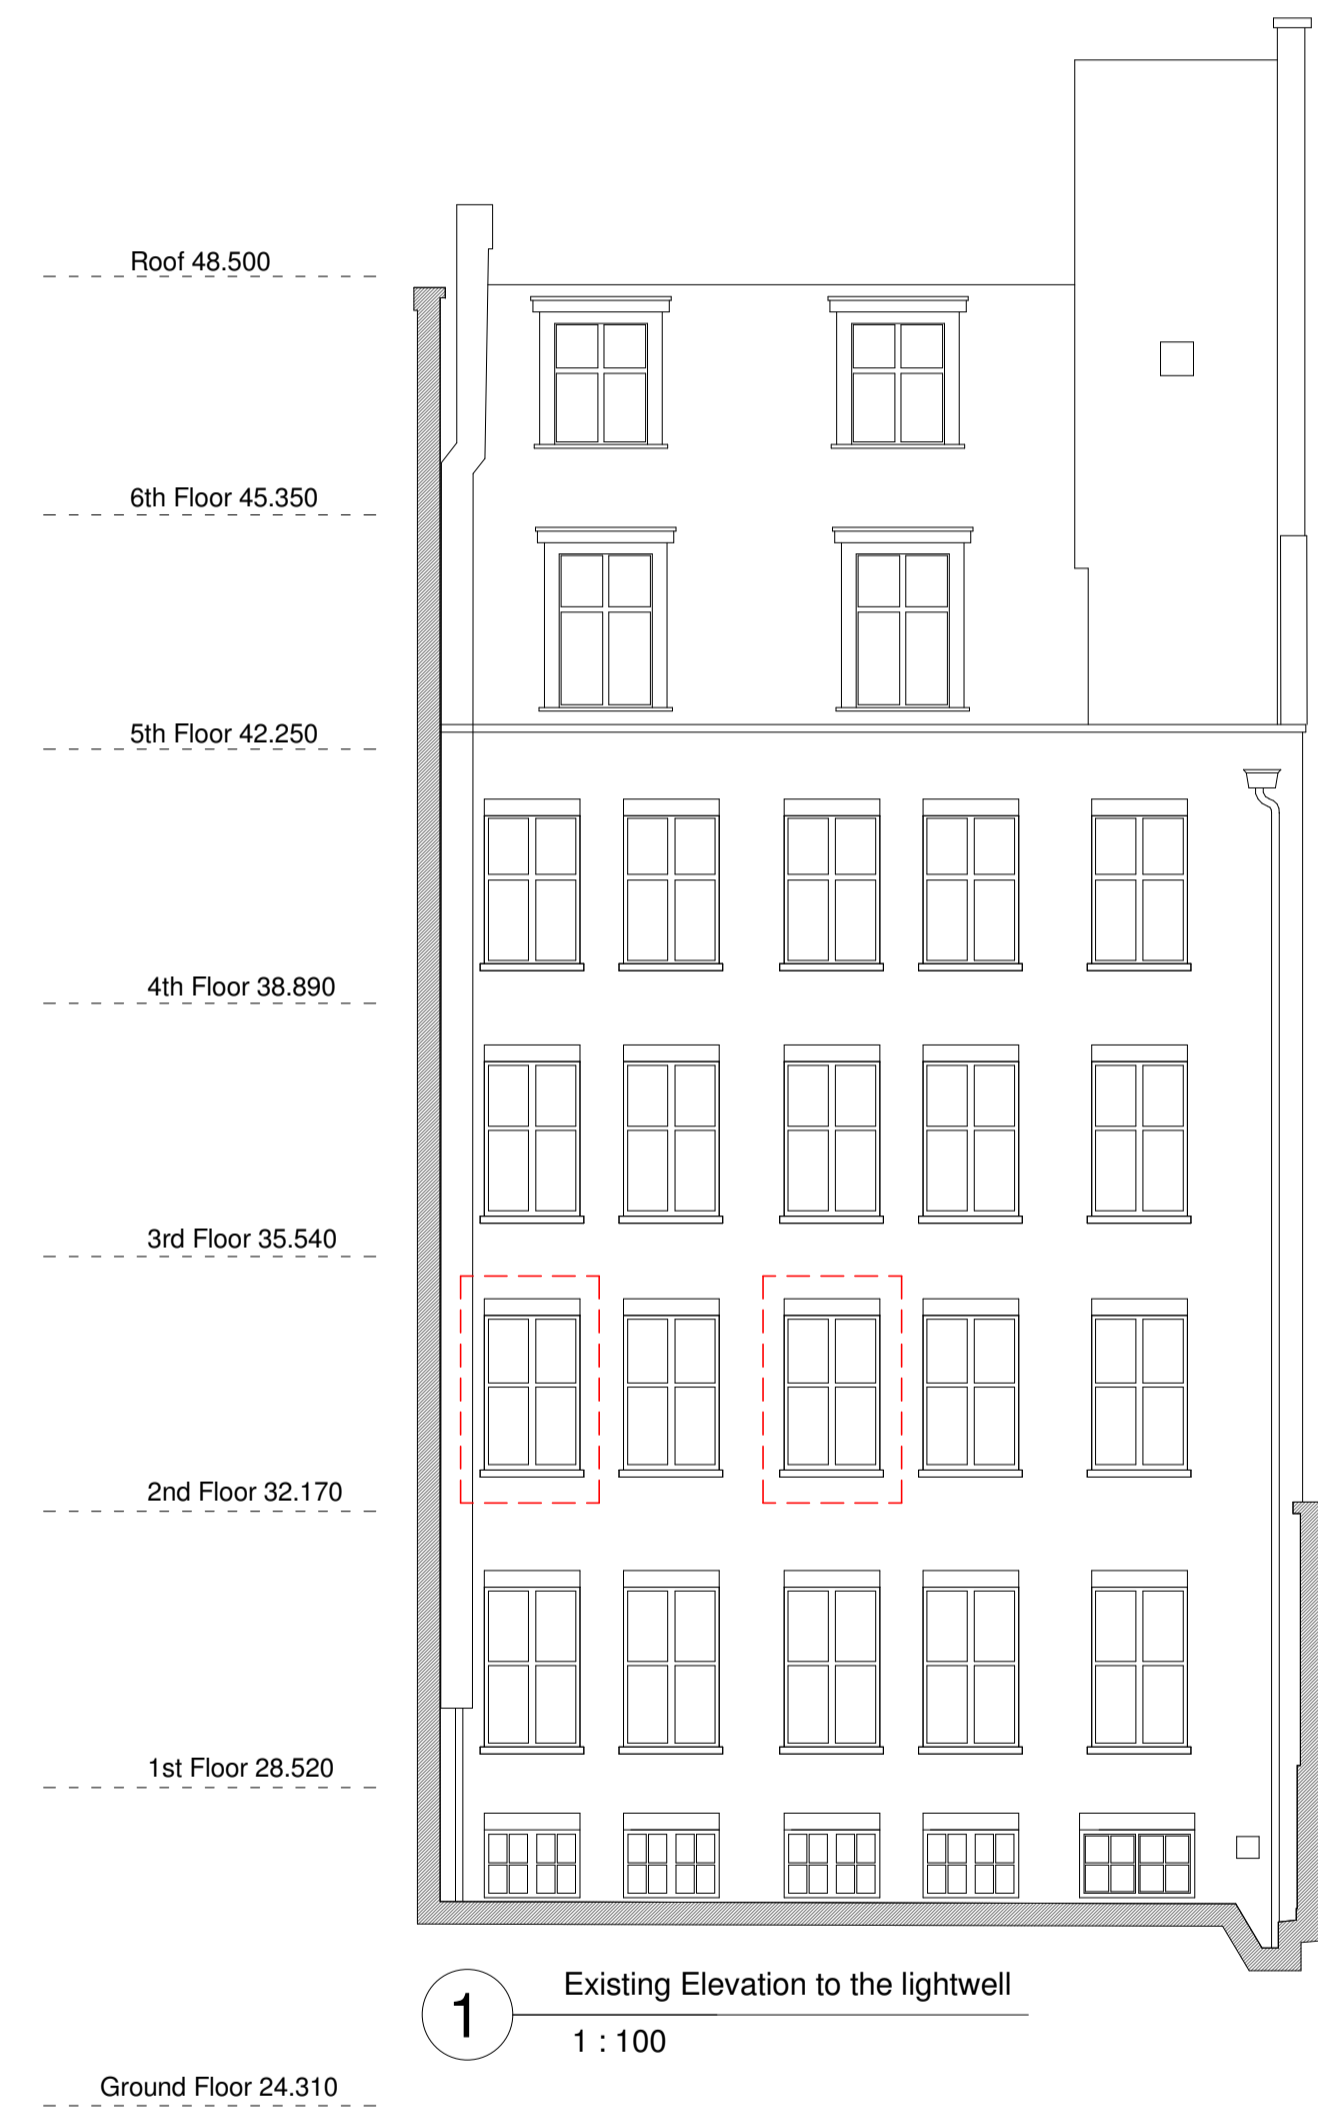 Roof 48.500
6th Floor 45.350
5th Floor 42.250
4th Floor 38.890
3rd Floor 35.540
2nd Floor 32.170
1st Floor 28.520
1
Existing Elevation to the lightwell
1 : 100
Ground Floor 24.310